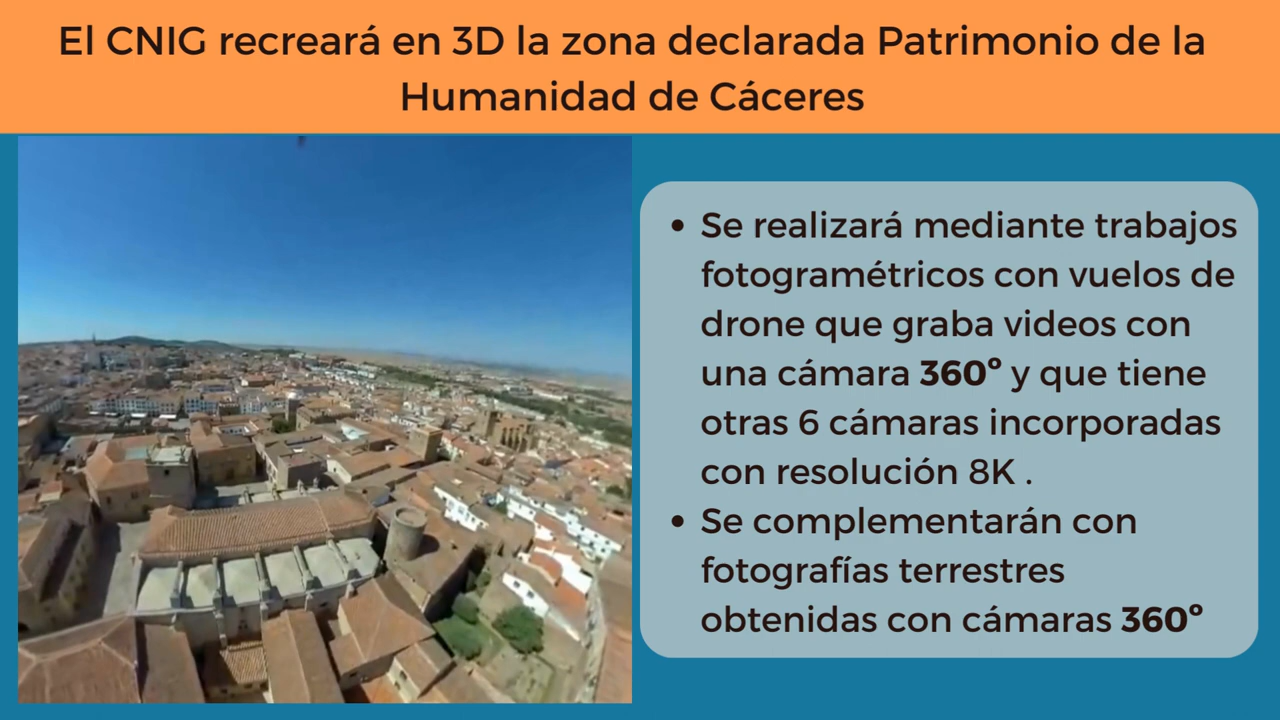 El CNIG recreará en 3D la zona declarada Patrimonio de la
Humanidad de Cáceres
• Se realizará mediante trabajos
fotogramétricos con vuelos de
drone que graba videos con
una cámara 360º y que tiene
otras 6 cámaras incorporadas
con resolución 8K .
• Se complementarán con
fotografías terrestres
obtenidas con cámaras 360º